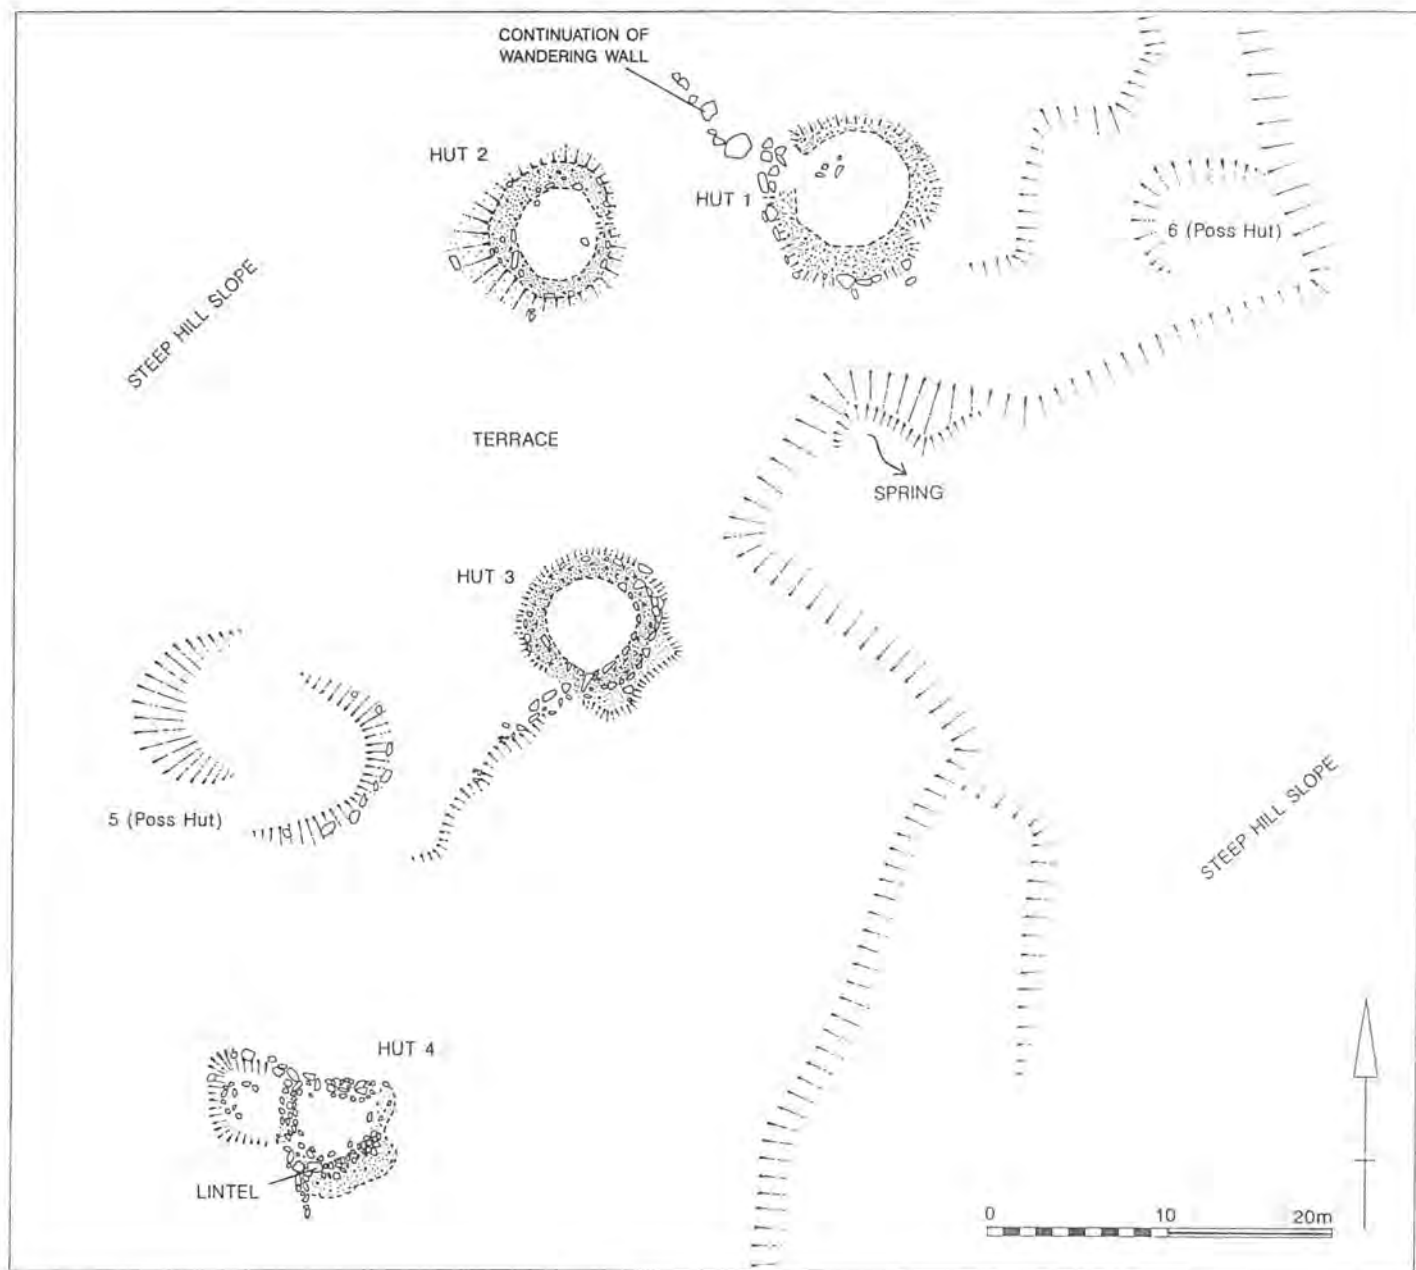 CONTINUATION OF
WANDERING WALL
HUT 2
HUT 1
6 (Poss Hut)
STEEP HILL SLOPE
TERRACE
SPRING
HUT 3
5 (Poss Hut)
STEEP HILL SLOPE
HUT 4
LINTEL
0 10 20m